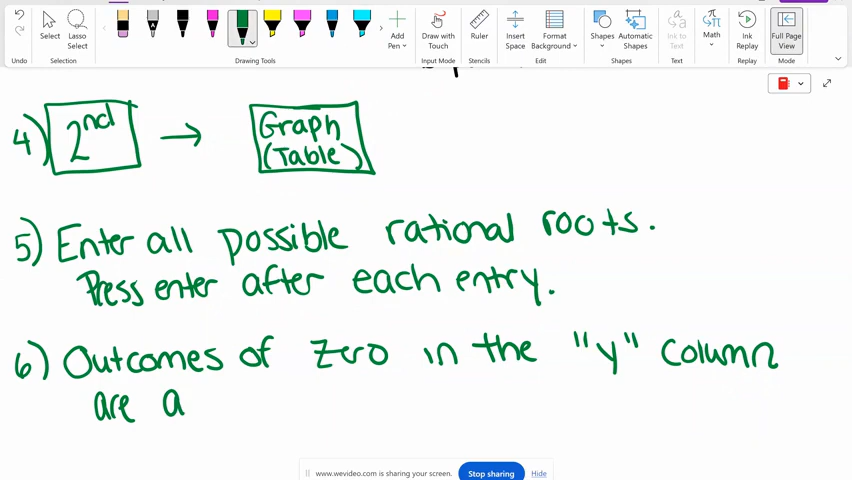 Undo
Select
Lasso
Select
Selection
Drawing Tools
Add
Pen
Draw with
Touch
Input Mode
Ruler
Stencils
Insert
Space
Format
Background
Edit
Shapes
Automatic
Shapes
Shapes
Ink to
Text
Text
Math
Math
Ink
Replay
Replay
Full Page
View
Mode
4) 2nd → Graph
(Table)
5) Enter all possible rational roots.
Press enter after each entry.
6) Outcomes of zero in the "y" column
are a
www.wevideo.com is sharing your screen. Stop sharing Hide